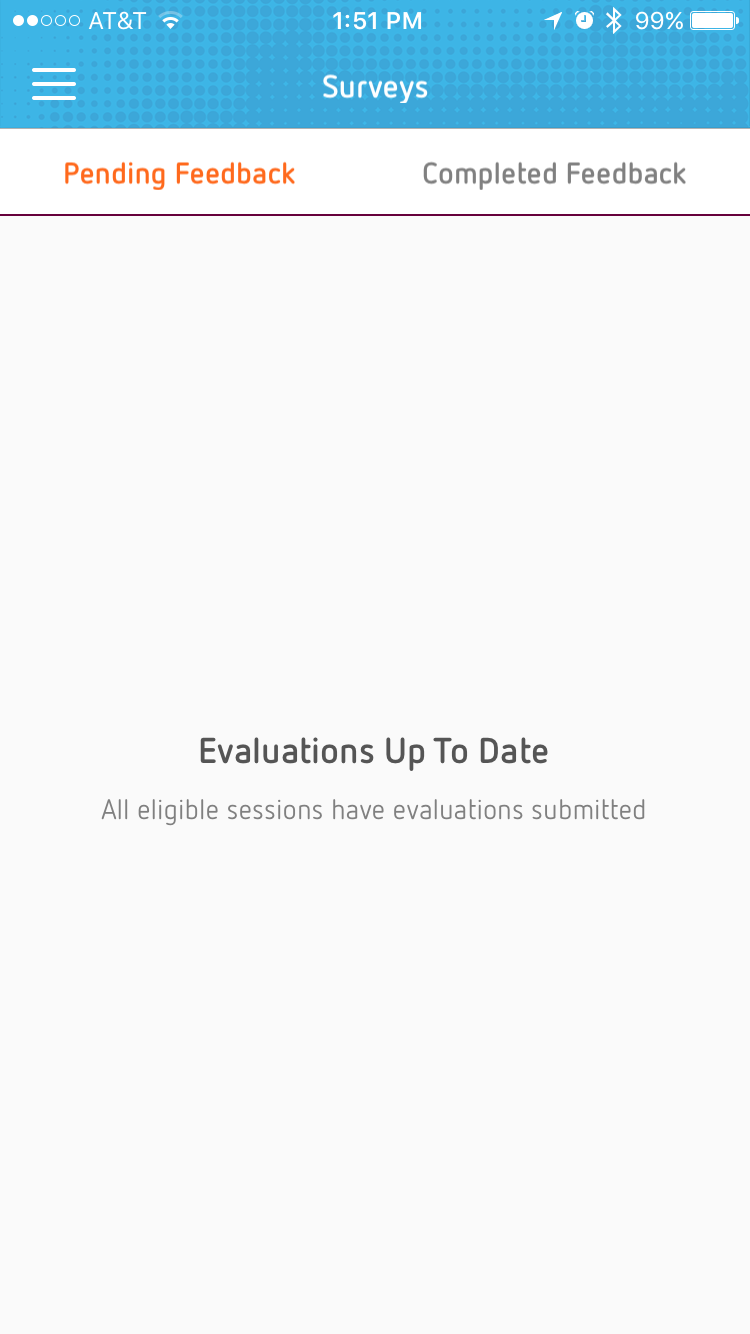 AT&T 1:51 PM 99%
Surveys
Pending Feedback Completed Feedback
Evaluations Up To Date
All eligible sessions have evaluations submitted